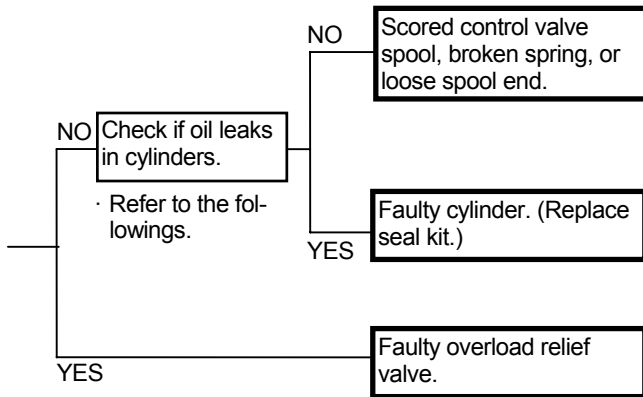 NO
Scored control valve
spool, broken spring, or
loose spool end.
NO
Check if oil leaks
in cylinders.
· Refer to the fol-
lowings.
Faulty cylinder. (Replace
seal kit.)
YES
Faulty overload relief
valve.
YES